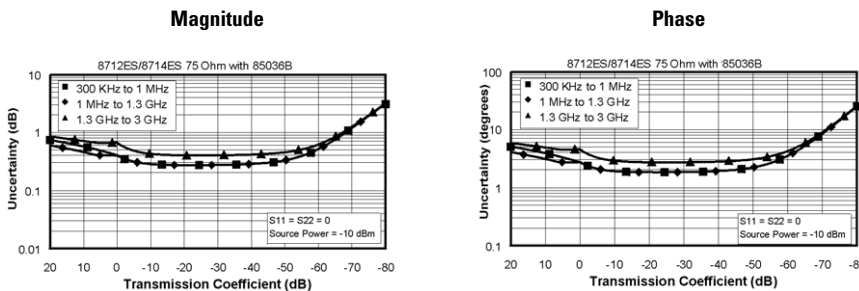 Magnitude
8712ES/8714ES 75 Ohm with 85036B
10
1
0.1
0.01
Uncertainty (dB)
300 KHz to 1 MHz
1 MHz to 1.3 GHz
1.3 GHz to 3 GHz
S11 = S22 = 0
Source Power = -10 dBm
20 10 0 -10 -20 -30 -40 -50 -60 -70 -80
Transmission Coefficient (dB)
Phase
8712ES/8714ES 75 Ohm with 85036B
100
10
1
0.1
Uncertainty (degrees)
300 KHz to 1 MHz
1 MHz to 1.3 GHz
1.3 GHz to 3 GHz
S11 = S22 = 0
Source Power = -10 dBm
20 10 0 -10 -20 -30 -40 -50 -60 -70 -80
Transmission Coefficient (dB)